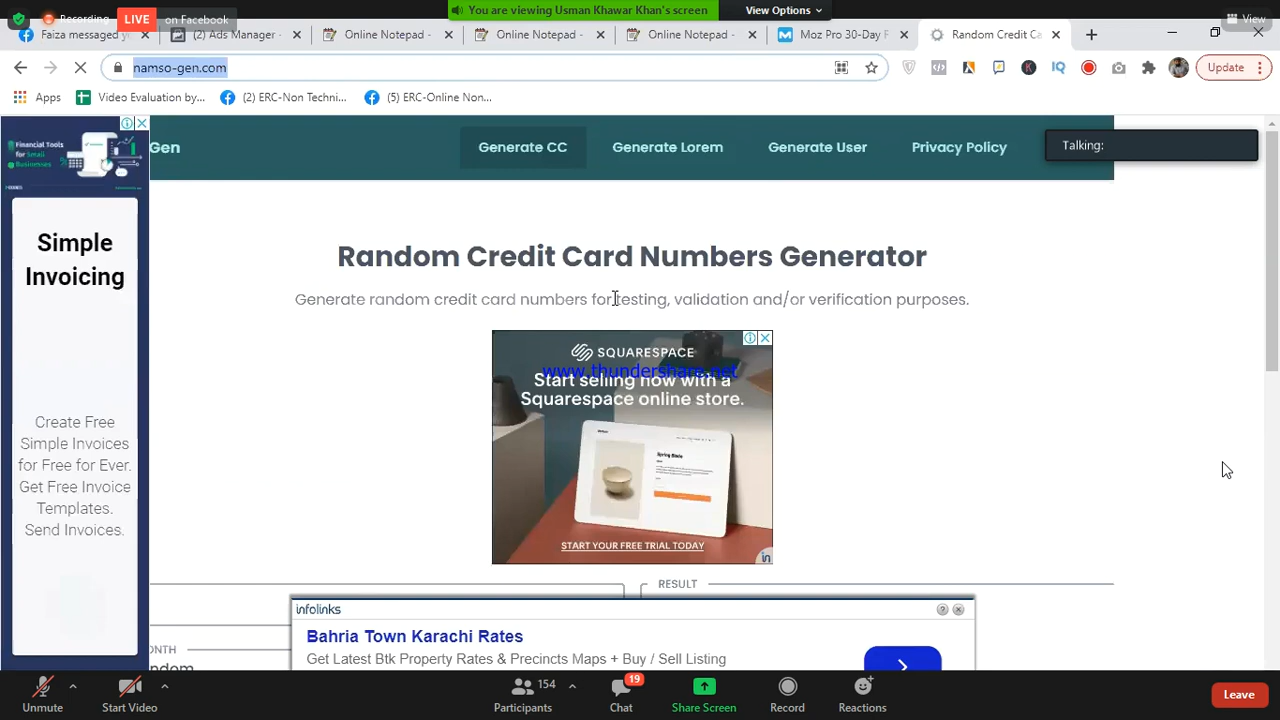 Recording
LIVE on Facebook
You are viewing Usman Khawar Khan's screen
View Options
View
Faiza messaged y
(2) Ads Manager -
Online Notepad -
Online Notepad -
Online Notepad -
Moz Pro 30-Day F
Random Credit Ca
namso-gen.com
Update
Apps
Video Evaluation by...
(2) ERC-Non Techni...
(5) ERC-Online Non...
Gen
Generate CC
Generate Lorem
Generate User
Privacy Policy
Talking:
Financial Tools
for Small
Businesses
Simple
Invoicing
Create Free
Simple Invoices
for Free for Ever.
Get Free Invoice
Templates.
Send Invoices.
Random Credit Card Numbers Generator
Generate random credit card numbers for testing, validation and/or verification purposes.
SQUARESPACE
www.thundershare.net
Start selling now with a
Squarespace online store.
Spring Bowls
START YOUR FREE TRIAL TODAY
in
RESULT
infolinks
Bahria Town Karachi Rates
Get Latest Btk Property Rates & Precincts Maps + Buy / Sell Listing
ONTH
ndom
Unmute
Start Video
154
Participants
19
Chat
Share Screen
Record
Reactions
Leave